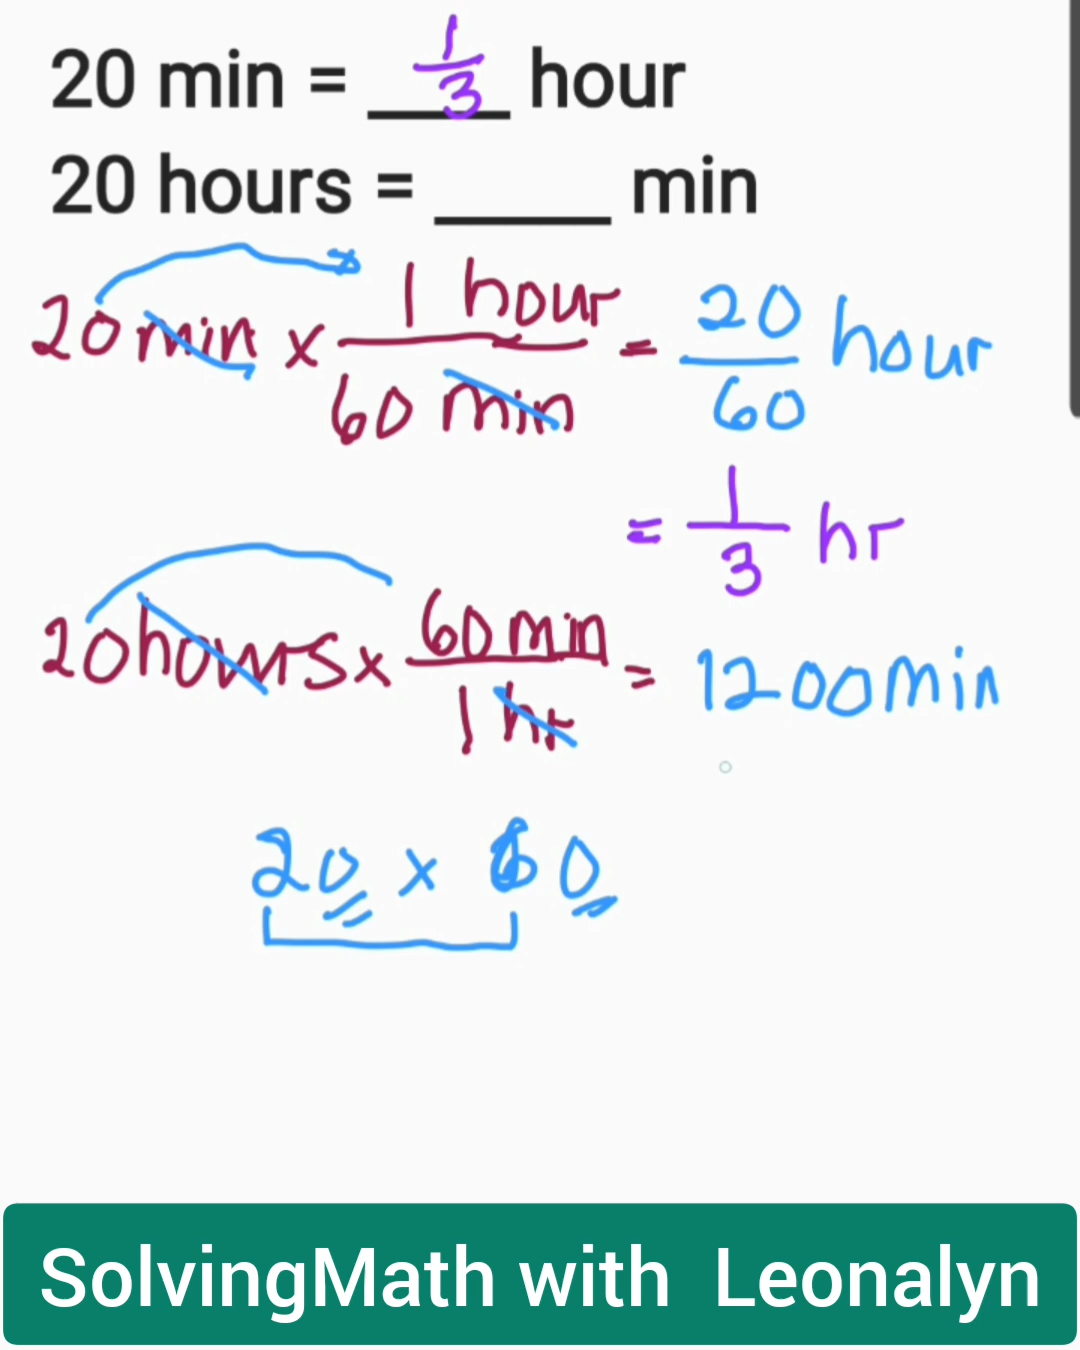 20 min = 1/3 hour
20 hours = ______ min
20 min x 1 hour / 60 min = 20/60 hour
= 1/3 hr
20 hours x 60 min / 1 hr = 1200 min
20 x 60
SolvingMath with Leonalyn